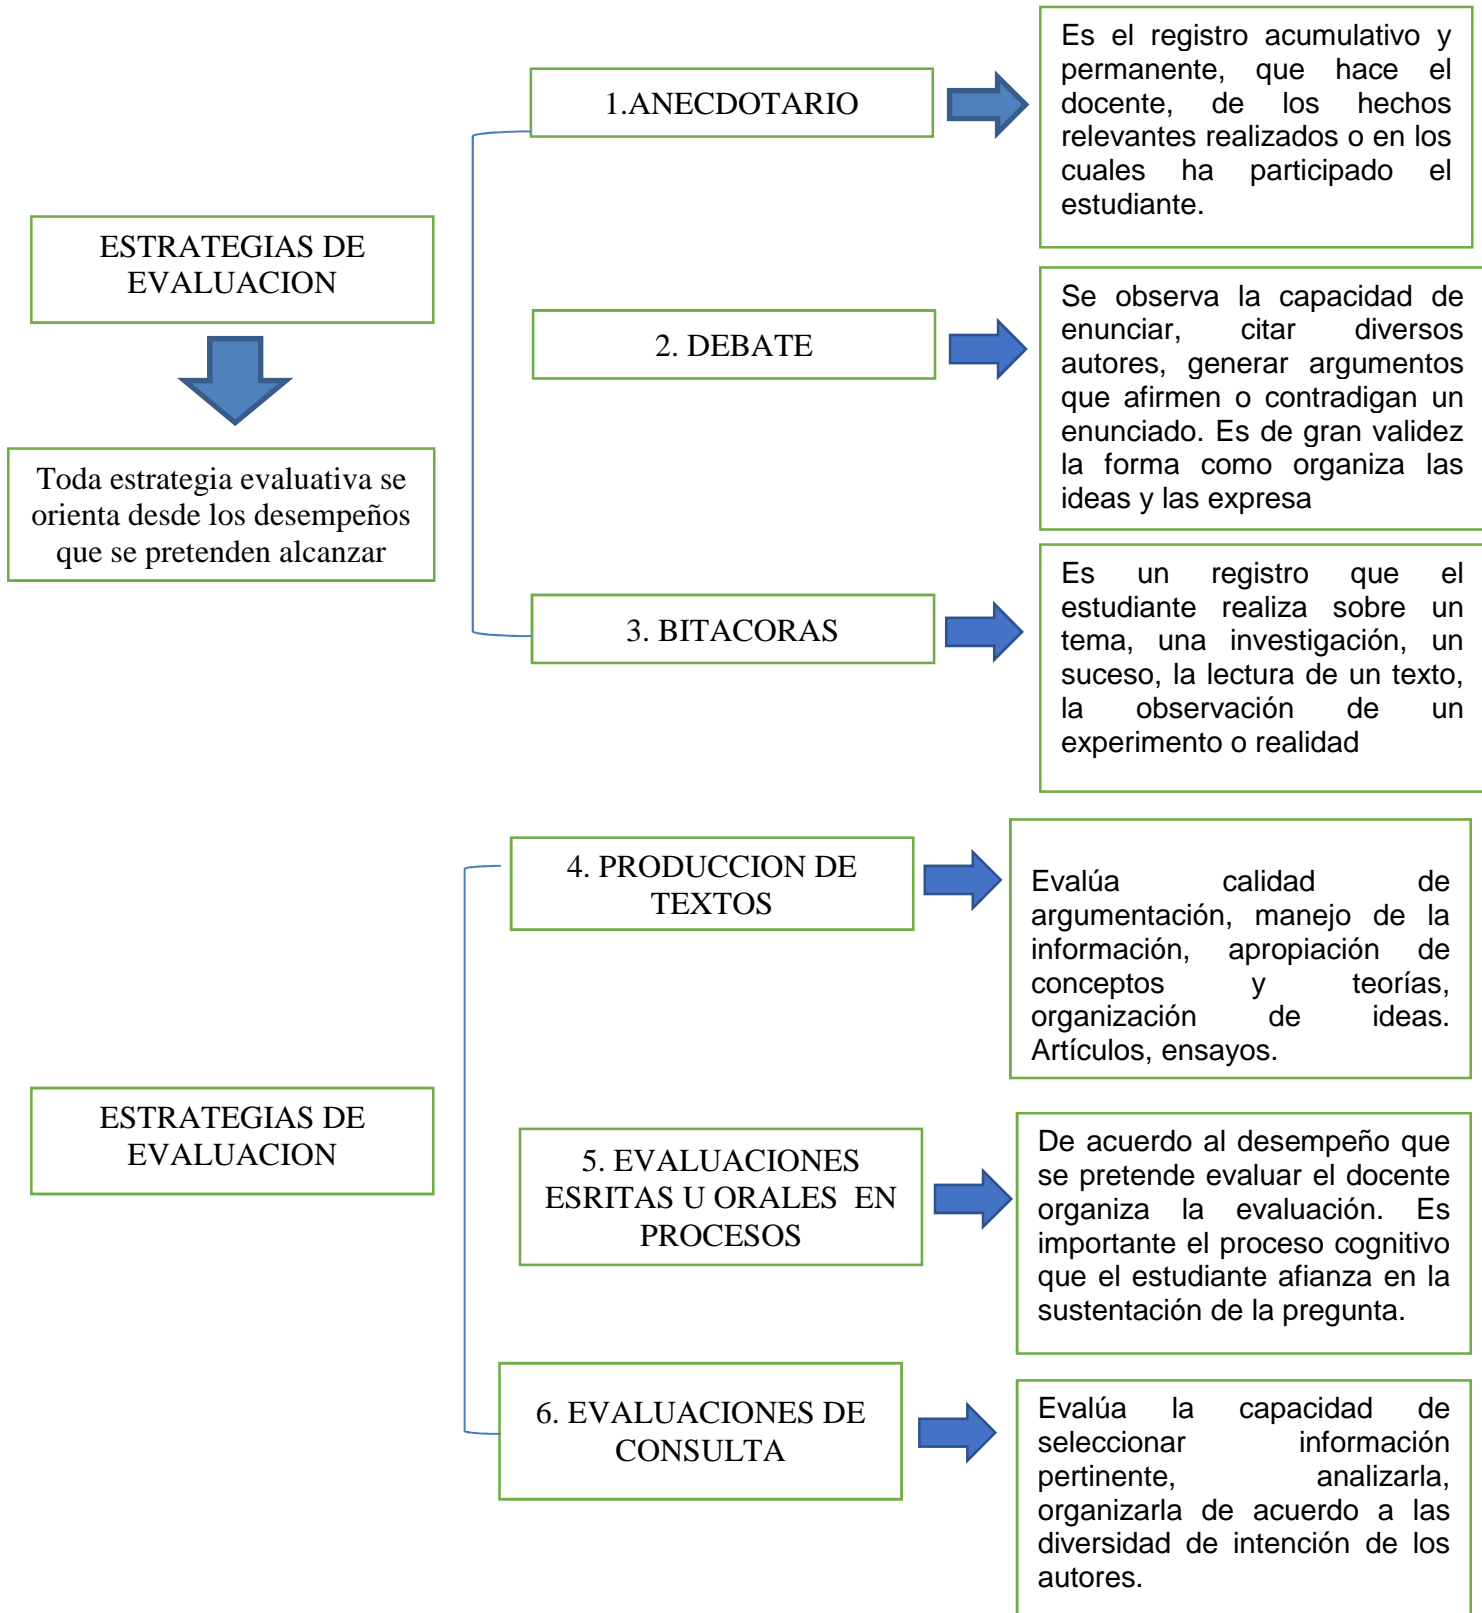 ESTRATEGIAS DE
EVALUACION
Toda estrategia evaluativa se
orienta desde los desempeños
que se pretenden alcanzar
1.ANECDOTARIO
Es el registro acumulativo y
permanente, que hace el
docente, de los hechos
relevantes realizados o en los
cuales ha participado el
estudiante.
2. DEBATE
Se observa la capacidad de
enunciar, citar diversos
autores, generar argumentos
que afirmen o contradigan un
enunciado. Es de gran validez
la forma como organiza las
ideas y las expresa
3. BITACORAS
Es un registro que el
estudiante realiza sobre un
tema, una investigación, un
suceso, la lectura de un texto,
la observación de un
experimento o realidad
ESTRATEGIAS DE
EVALUACION
4. PRODUCCION DE
TEXTOS
Evalúa calidad de
argumentación, manejo de la
información, apropiación de
conceptos y teorías,
organización de ideas.
Artículos, ensayos.
5. EVALUACIONES
ESRITAS U ORALES EN
PROCESOS
De acuerdo al desempeño que
se pretende evaluar el docente
organiza la evaluación. Es
importante el proceso cognitivo
que el estudiante afianza en la
sustentación de la pregunta.
6. EVALUACIONES DE
CONSULTA
Evalúa la capacidad de
seleccionar información
pertinente, analizarla,
organizarla de acuerdo a las
diversidad de intención de los
autores.